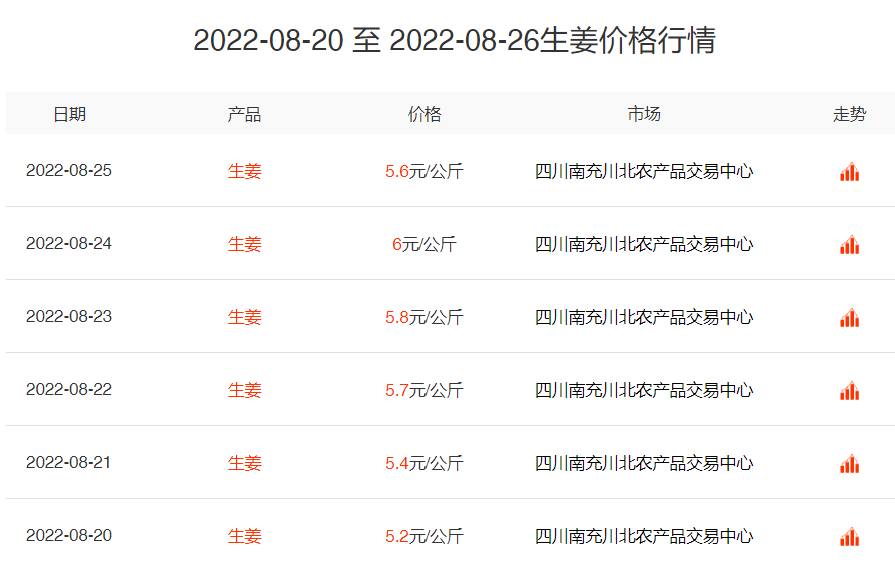 2022-08-20 至 2022-08-26生姜价格行情
日期 产品 价格 市场 走势
2022-08-25 生姜 5.6元/公斤 四川南充川北农产品交易中心
2022-08-24 生姜 6元/公斤 四川南充川北农产品交易中心
2022-08-23 生姜 5.8元/公斤 四川南充川北农产品交易中心
2022-08-22 生姜 5.7元/公斤 四川南充川北农产品交易中心
2022-08-21 生姜 5.4元/公斤 四川南充川北农产品交易中心
2022-08-20 生姜 5.2元/公斤 四川南充川北农产品交易中心